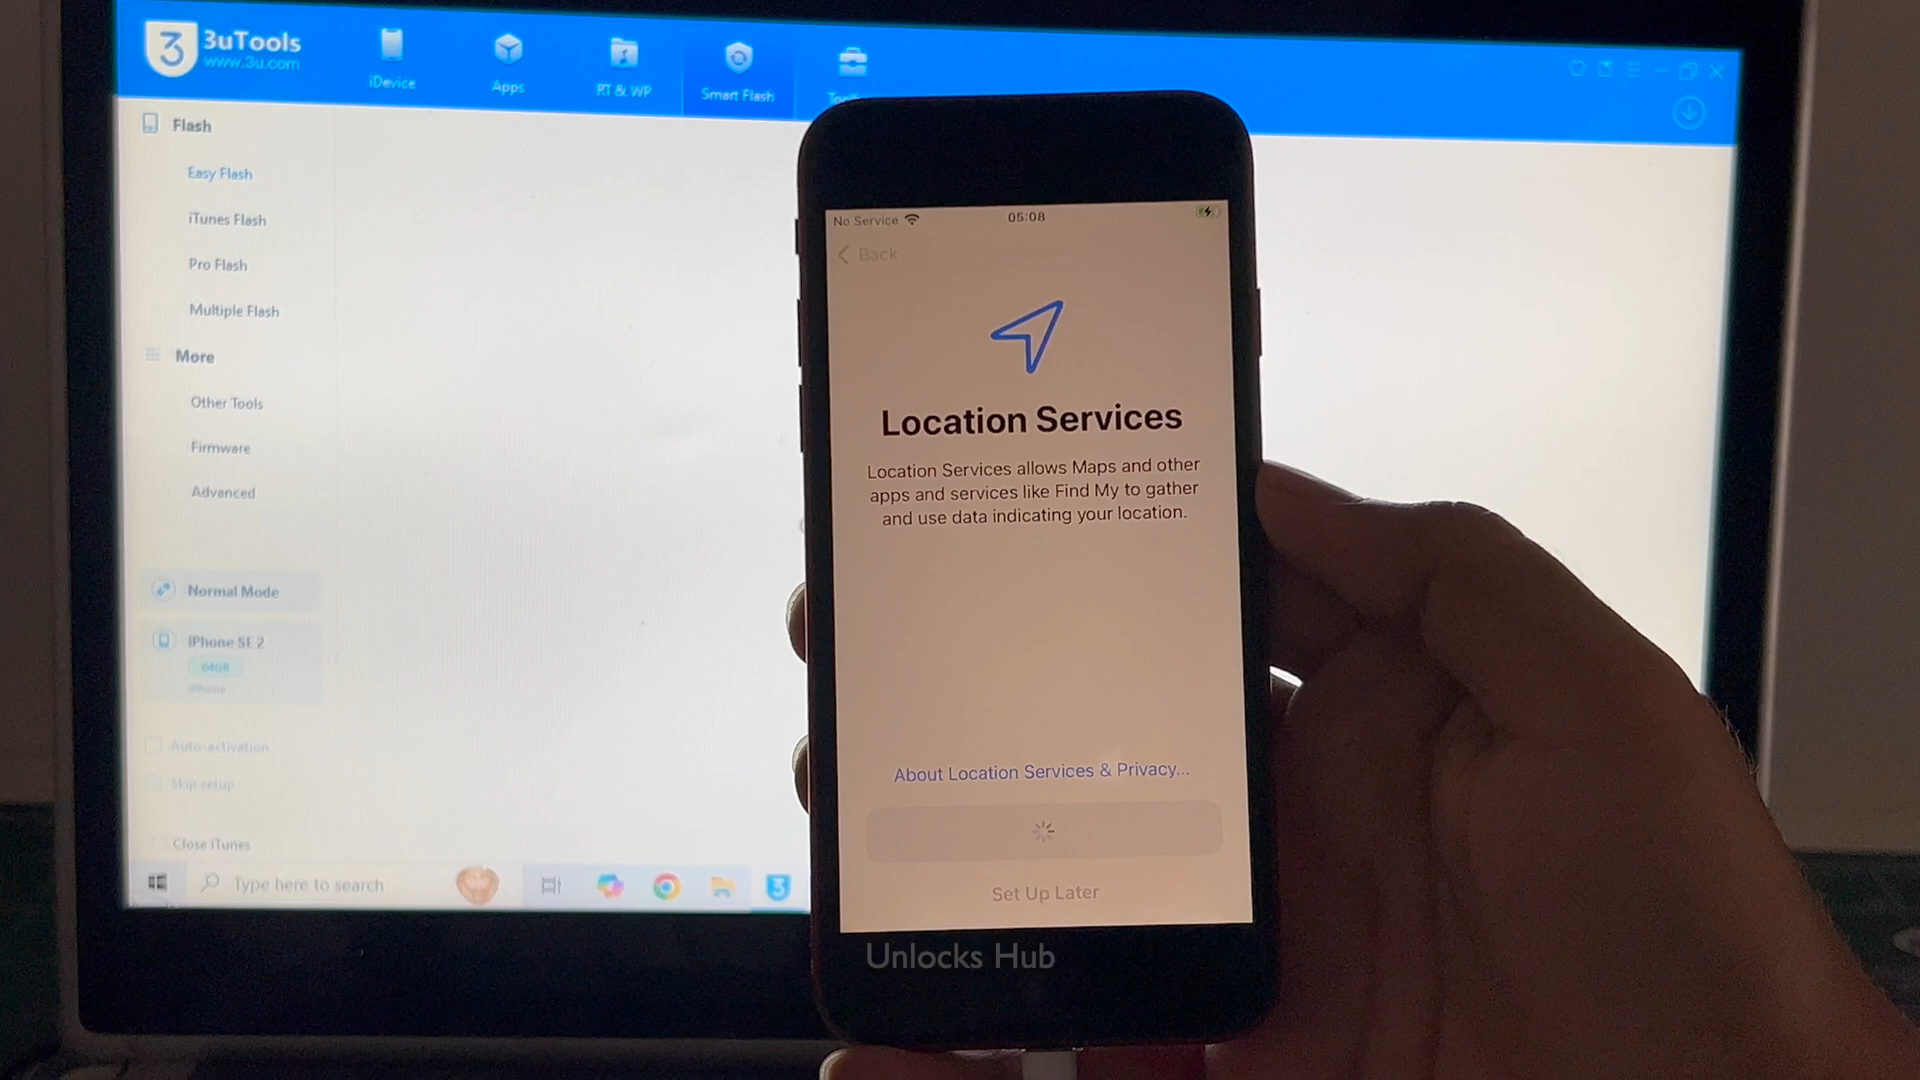 3uTools
www.3u.com
iDevice
Apps
RT & WP
Smart Flash
Flash
Easy Flash
iTunes Flash
Pro Flash
Multiple Flash
More
Other Tools
Firmware
Advanced
Normal Mode
iPhone SE 2
64GB
iPhone
Auto-activation
Skip setup
Close iTunes
Type here to search
No Service
05:08
Back
Location Services
Location Services allows Maps and other
apps and services like Find My to gather
and use data indicating your location.
About Location Services & Privacy...
Set Up Later
Unlocks Hub